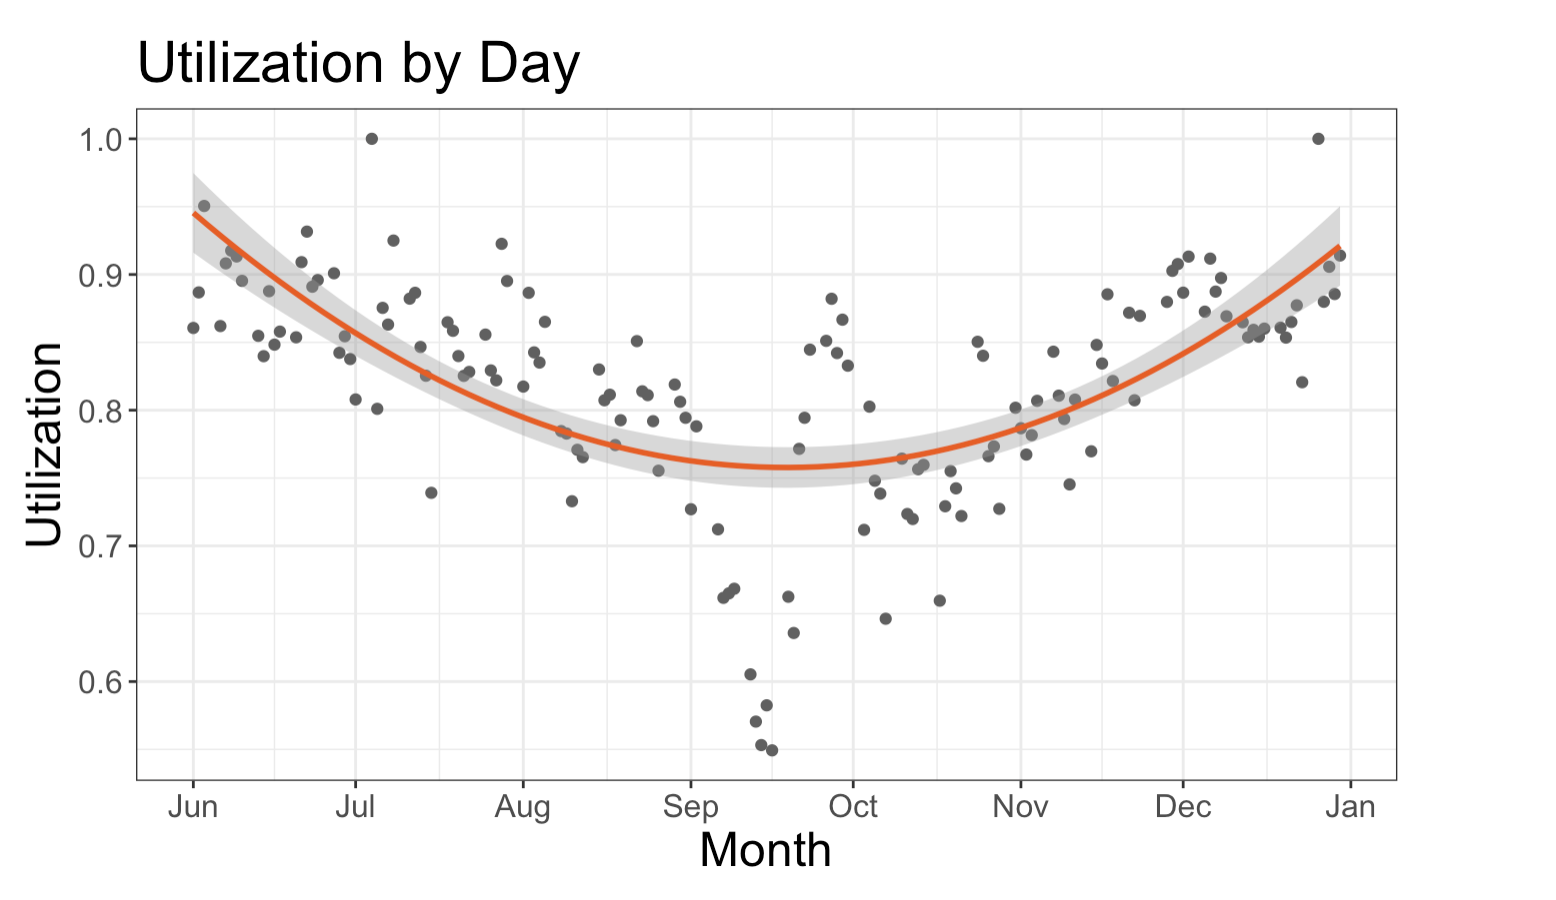 Utilization by Day
Utilization
1.0
0.9
0.8
0.7
0.6
Jun Jul Aug Sep Oct Nov Dec Jan
Month